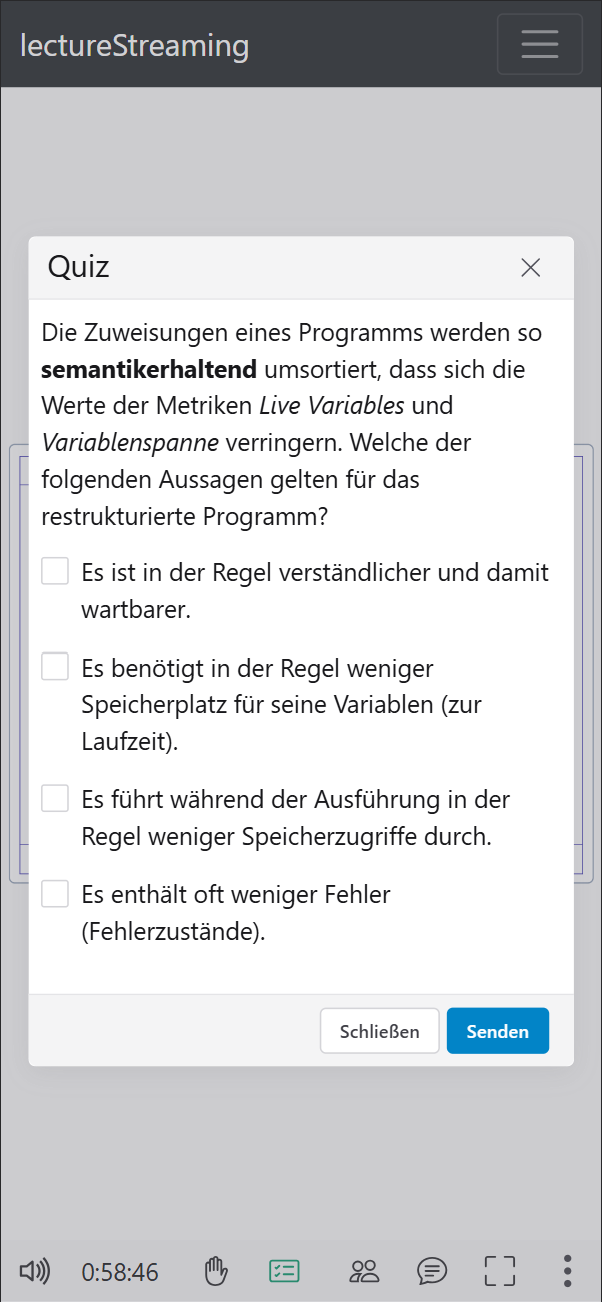 lectureStreaming
Quiz
Die Zuweisungen eines Programms werden so
semantikerhaltend umsortiert, dass sich die
Werte der Metriken Live Variables und
Variablenspanne verringern. Welche der
folgenden Aussagen gelten für das
restrukturierte Programm?
Es ist in der Regel verständlicher und damit
wartbarer.
Es benötigt in der Regel weniger
Speicherplatz für seine Variablen (zur
Laufzeit).
Es führt während der Ausführung in der
Regel weniger Speicherzugriffe durch.
Es enthält oft weniger Fehler
(Fehlerzustände).
Schließen
Senden
0:58:46